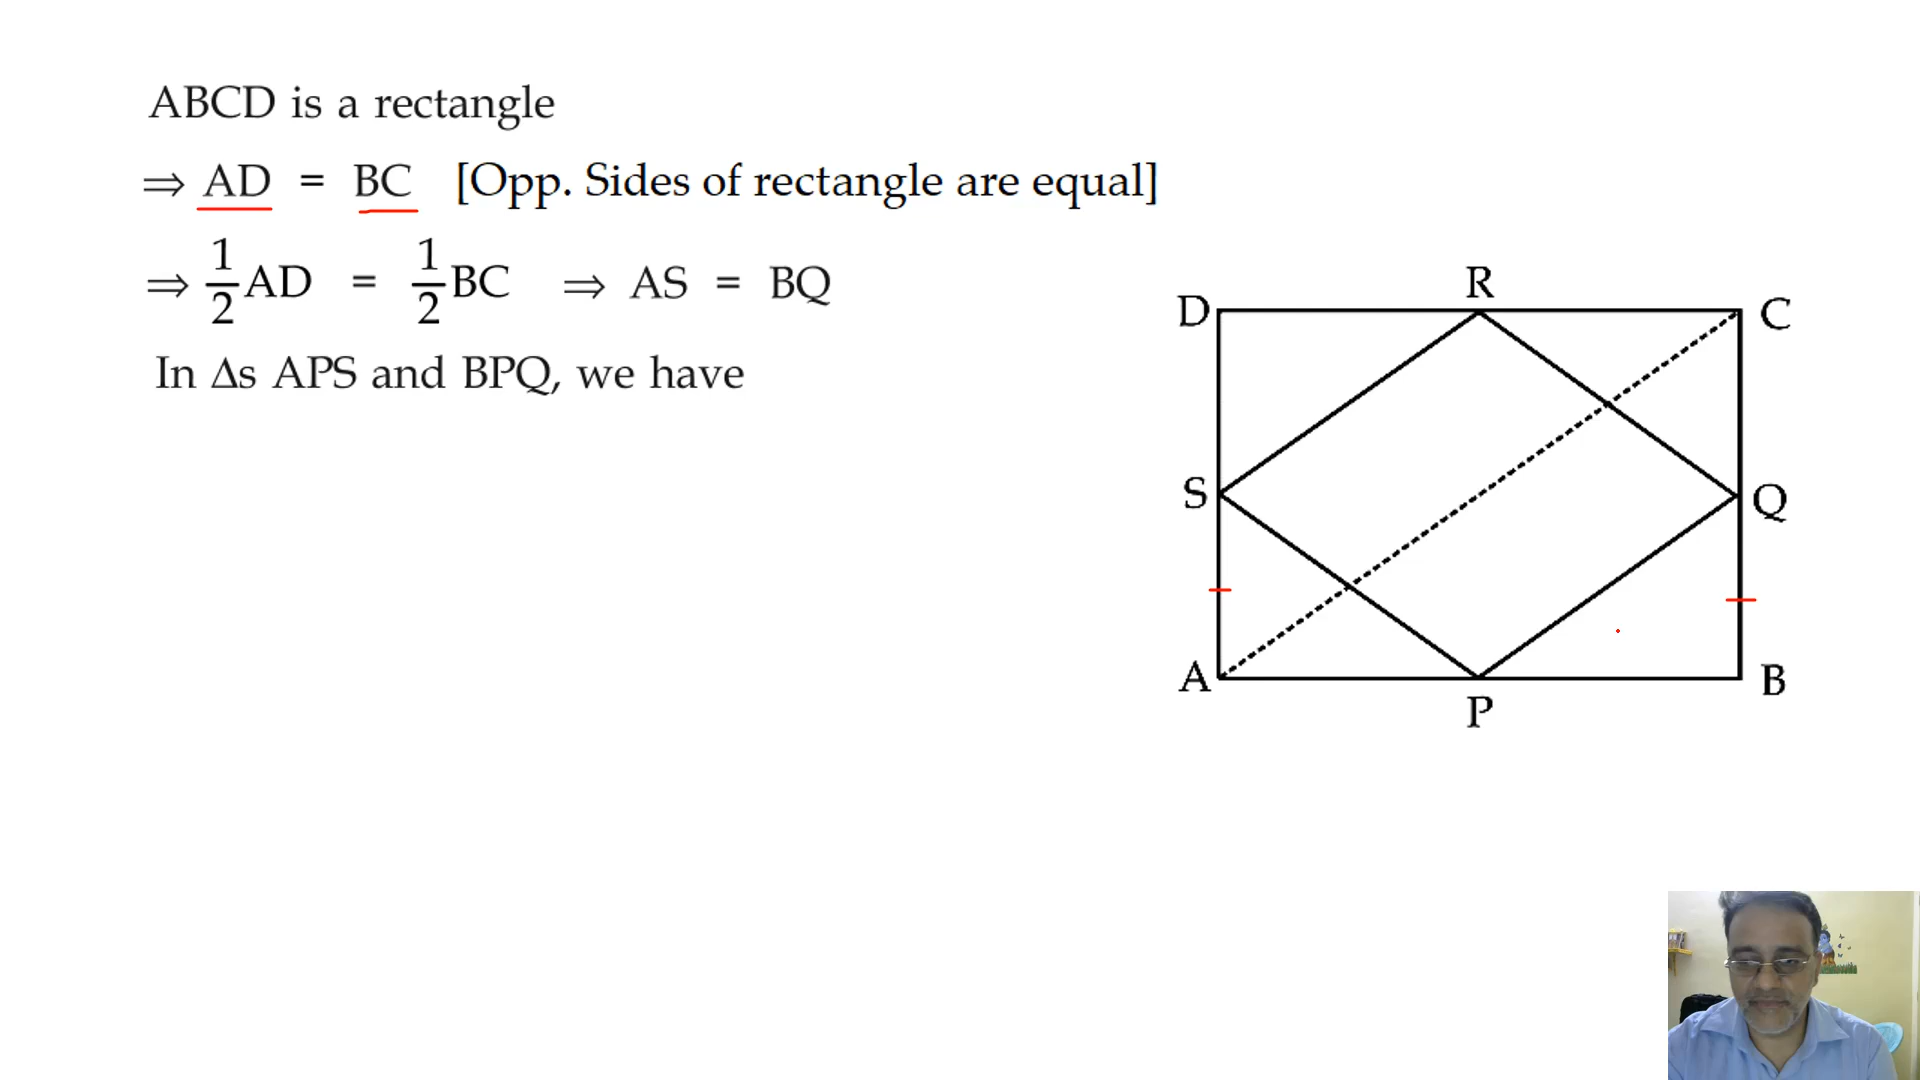 ABCD is a rectangle
⇒ AD = BC [Opp. Sides of rectangle are equal]
⇒ 1/2 AD = 1/2 BC ⇒ AS = BQ
In Δs APS and BPQ, we have
R
D C
S Q
A B
P